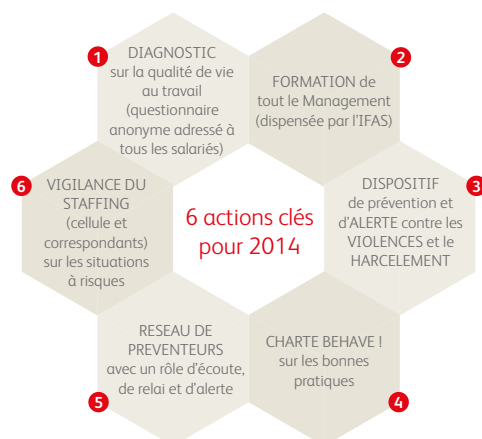 1
DIAGNOSTIC
sur la qualité de vie
au travail
(questionnaire
anonyme adressé à
tous les salariés)
2
FORMATION de
tout le Management
(dispensée par l'IFAS)
3
DISPOSITIF
de prévention et
d'ALERTE contre les
VIOLENCES et le
HARCELEMENT
CHARTE BEHAVE !
sur les bonnes
pratiques
4
RESEAU DE
PREVENTEURS
avec un rôle d'écoute,
de relai et d'alerte
5
6
VIGILANCE DU
STAFFING
(cellule et
correspondants)
sur les situations
à risques
6 actions clés
pour 2014